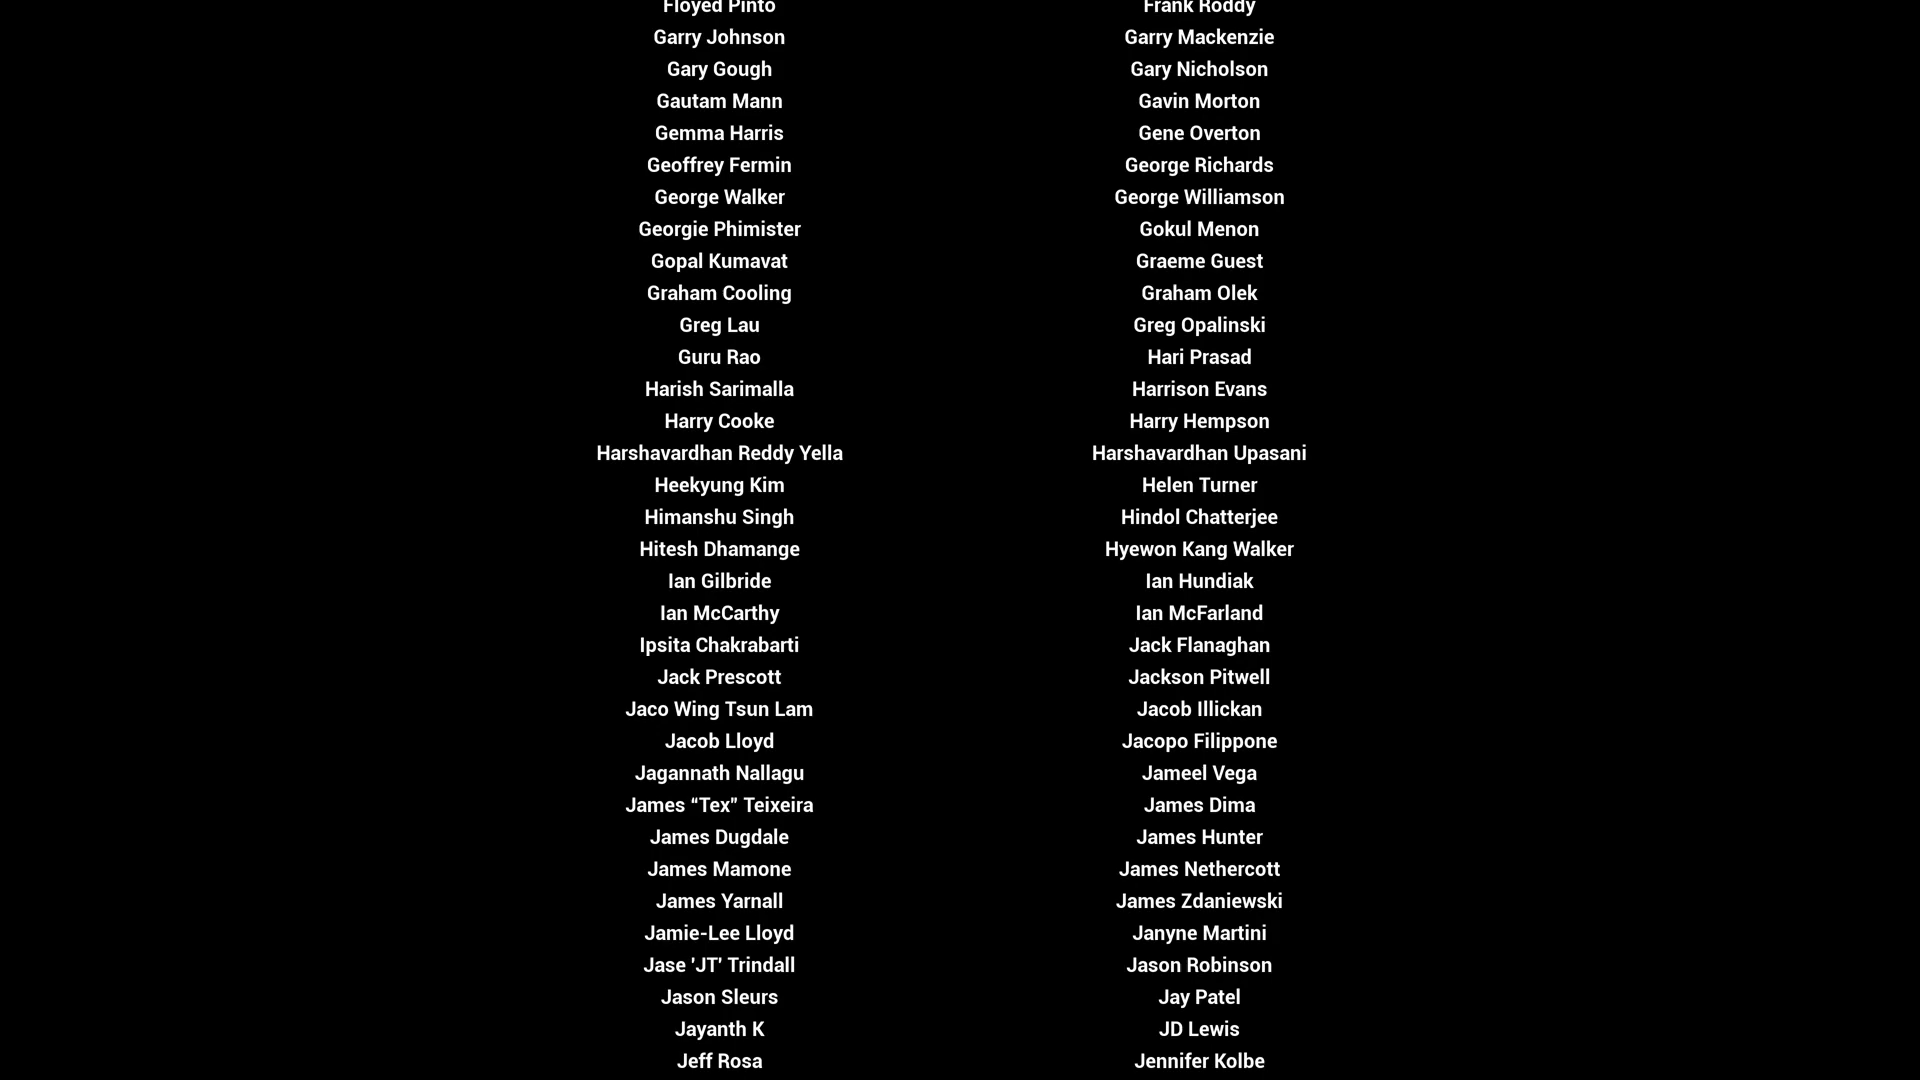 Floyed Pinto Frank Roddy
Garry Johnson Garry Mackenzie
Gary Gough Gary Nicholson
Gautam Mann Gavin Morton
Gemma Harris Gene Overton
Geoffrey Fermin George Richards
George Walker George Williamson
Georgie Phimister Gokul Menon
Gopal Kumavat Graeme Guest
Graham Cooling Graham Olek
Greg Lau Greg Opalinski
Guru Rao Hari Prasad
Harish Sarimalla Harrison Evans
Harry Cooke Harry Hempson
Harshavardhan Reddy Yella Harshavardhan Upasani
Heekyung Kim Helen Turner
Himanshu Singh Hindol Chatterjee
Hitesh Dhamange Hyewon Kang Walker
Ian Gilbride Ian Hundiak
Ian McCarthy Ian McFarland
Ipsita Chakrabarti Jack Flanaghan
Jack Prescott Jackson Pitwell
Jaco Wing Tsun Lam Jacob Illickan
Jacob Lloyd Jacopo Filippone
Jagannath Nallagu Jameel Vega
James “Tex" Teixeira James Dima
James Dugdale James Hunter
James Mamone James Nethercott
James Yarnall James Zdaniewski
Jamie-Lee Lloyd Janyne Martini
Jase 'JT' Trindall Jason Robinson
Jason Sleurs Jay Patel
Jayanth K JD Lewis
Jeff Rosa Jennifer Kolbe